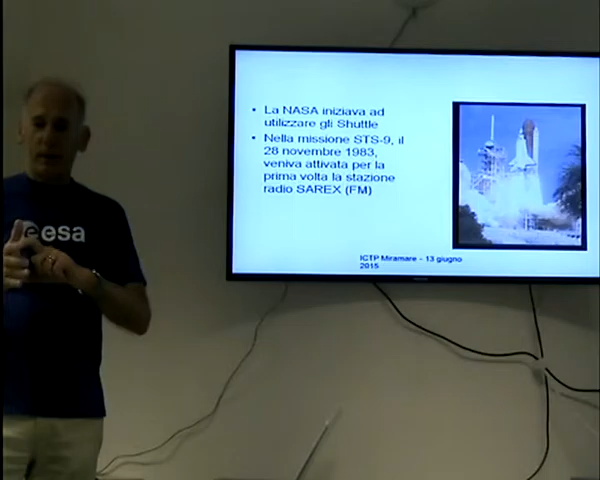 • La NASA iniziava ad
utilizzare gli Shuttle
• Nella missione STS-9, il
28 novembre 1983,
veniva attivata per la
prima volta la stazione
radio SAREX (FM)
ICTP Miramare - 13 giugno
2015
eesa